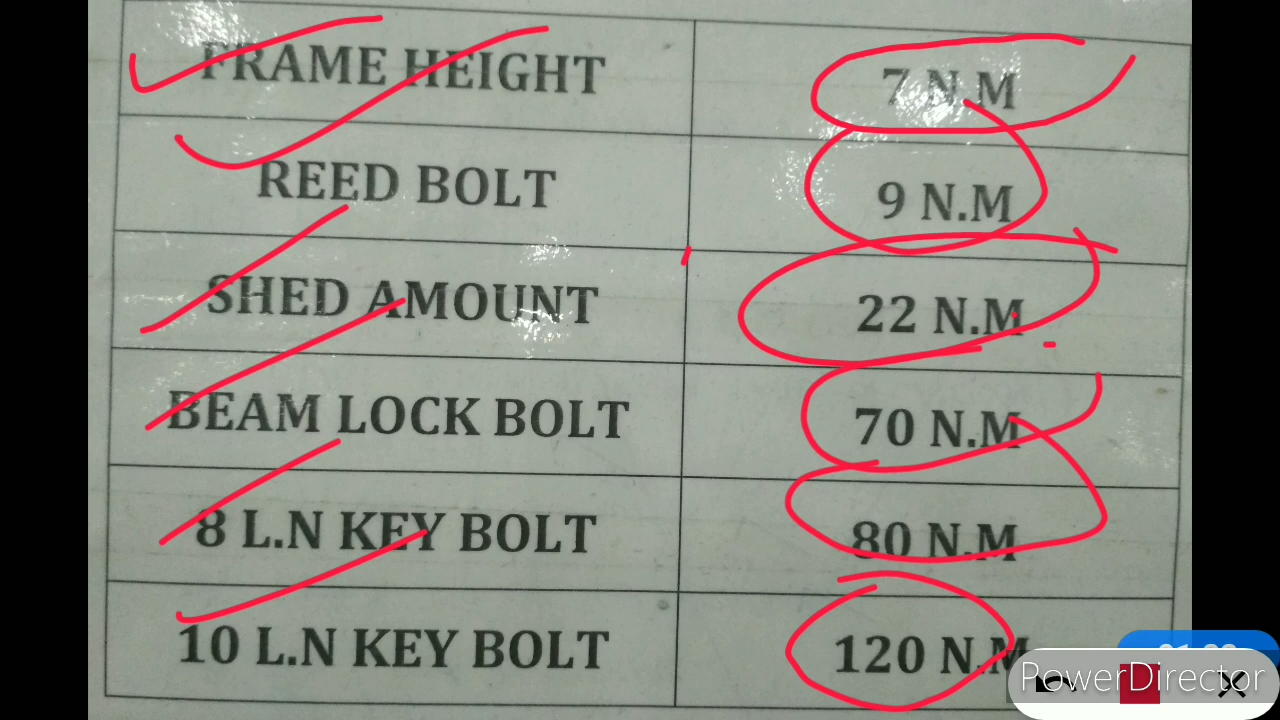 FRAME HEIGHT 7 N.M
REED BOLT 9 N.M
SHED AMOUNT 22 N.M
BEAM LOCK BOLT 70 N.M
8 L.N KEY BOLT 80 N.M
10 L.N KEY BOLT 120 N.M
PowerDirector